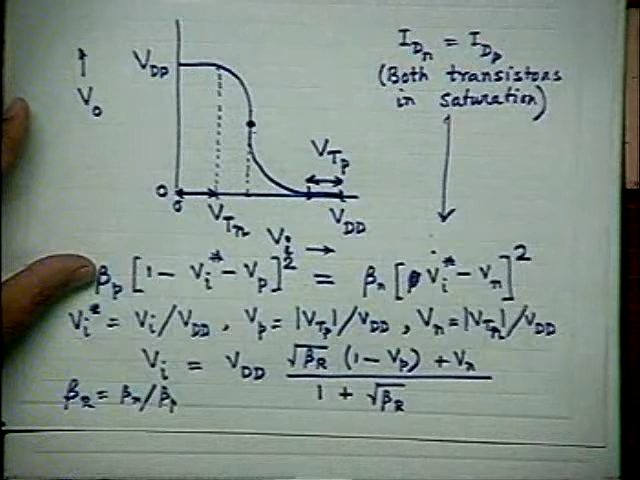 V_DD
↑
V_o
0
0
V_Tn
V_i →
V_Tp
V_DD
I_Dn = I_Dp
(Both transistors
in saturation)
β_p [1 - V_i* - V_p]² = β_n [V_i* - V_n]²
V_i* = V_i/V_DD , V_p = |V_Tp|/V_DD , V_n = |V_Tn|/V_DD
V_i = V_DD (√β_R (1 - V_p) + V_n) / (1 + √β_R)
β_R = β_n/β_p